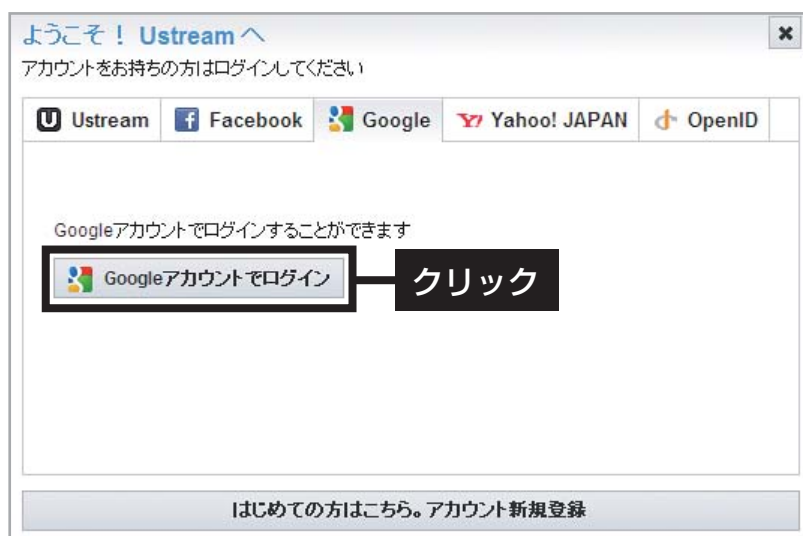 ようこそ！ Ustreamへ
アカウントをお持ちの方はログインしてください
Ustream Facebook Google Yahoo! JAPAN OpenID
Googleアカウントでログインすることができます
Googleアカウントでログイン クリック
はじめての方はこちら。アカウント新規登録